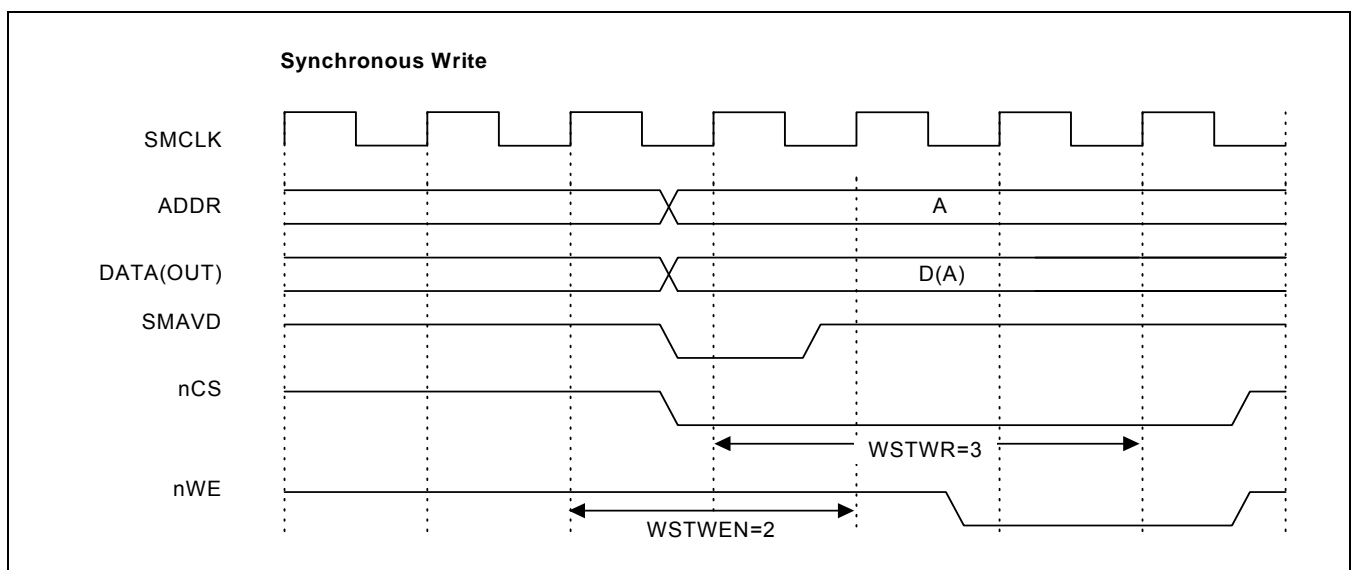 Synchronous Write
SMCLK
ADDR
A
DATA(OUT)
D(A)
SMAVD
nCS
WSTWR=3
nWE
WSTWEN=2